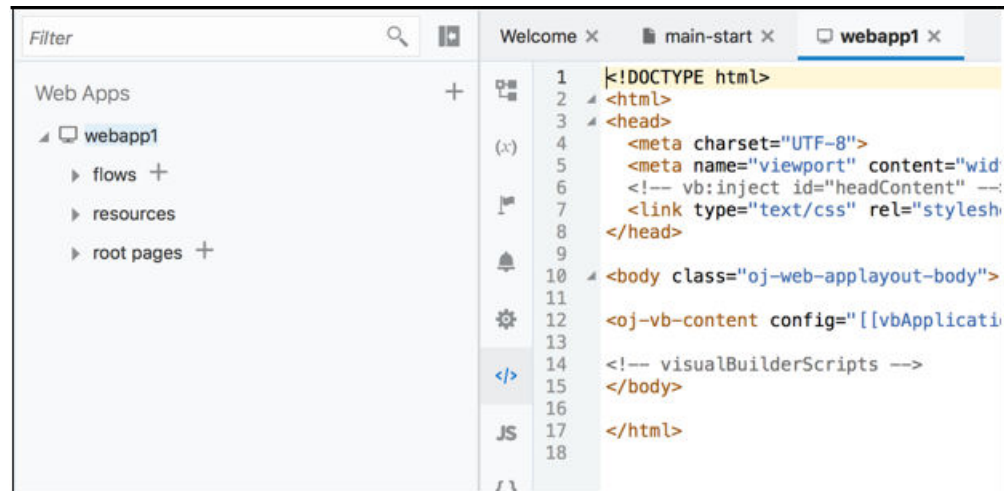 Filter
Web Apps
webapp1
flows
resources
root pages
Welcome
main-start
webapp1
(x)
</>
JS
{ }
1 <!DOCTYPE html>
2 <html>
3 <head>
4 <meta charset="UTF-8">
5 <meta name="viewport" content="wid
6 <!-- vb:inject id="headContent" --
7 <link type="text/css" rel="stylesh
8 </head>
9
10 <body class="oj-web-applayout-body">
11
12 <oj-vb-content config="[[vbApplicati
13
14 <!-- visualBuilderScripts -->
15 </body>
16
17 </html>
18